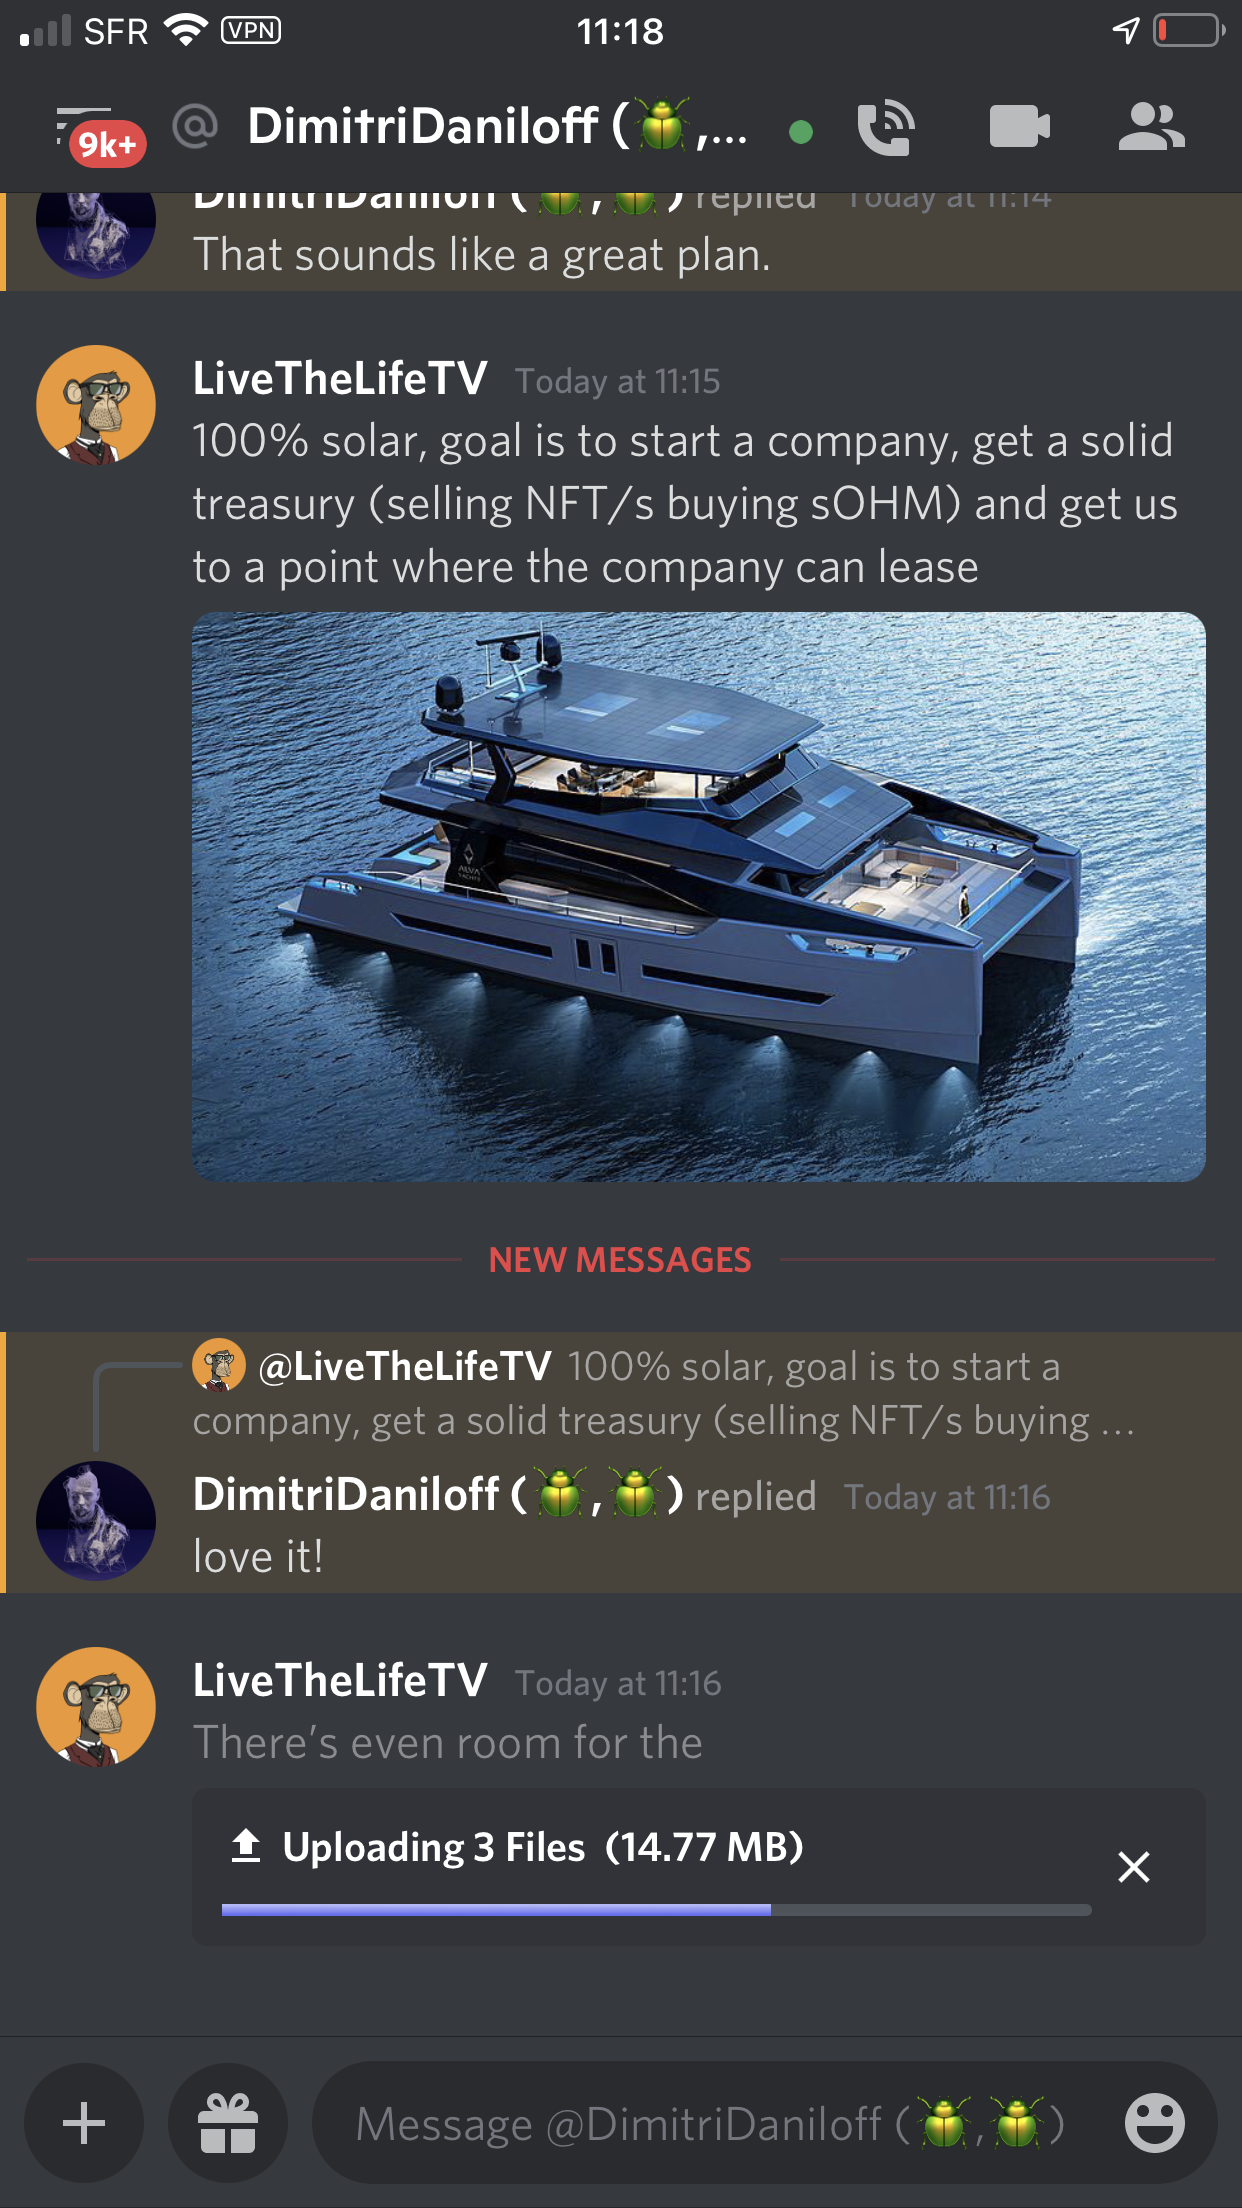 SFR VPN 11:18
9k+ @ DimitriDaniloff (🪲,...
DimitriDaniloff (🪲,🪲) replied Today at 11:14
That sounds like a great plan.
LiveTheLifeTV Today at 11:15
100% solar, goal is to start a company, get a solid
treasury (selling NFT/s buying sOHM) and get us
to a point where the company can lease
ALVA
YACHTS
NEW MESSAGES
@LiveTheLifeTV 100% solar, goal is to start a
company, get a solid treasury (selling NFT/s buying ...
DimitriDaniloff (🪲,🪲) replied Today at 11:16
love it!
LiveTheLifeTV Today at 11:16
There's even room for the
Uploading 3 Files (14.77 MB)
Message @DimitriDaniloff (🪲,🪲)